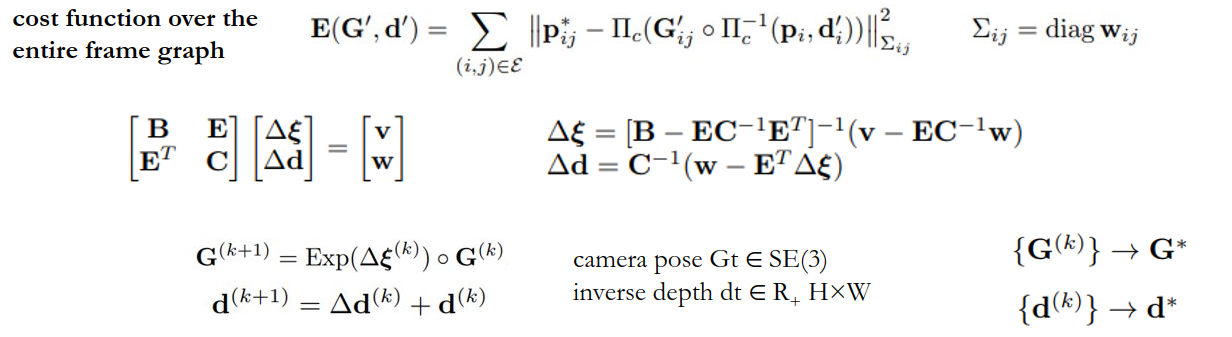 cost function over the
entire frame graph
E(G′, d′) = ∑_{(i,j)∈ℰ} ‖p*_{ij} − Π_c(G′_{ij} ∘ Π_c^{−1}(p_i, d′_i))‖²_{Σ_{ij}}
Σ_{ij} = diag w_{ij}
[B E; E^T C] [Δξ; Δd] = [v; w]
Δξ = [B − EC^{−1}E^T]^{−1}(v − EC^{−1}w)
Δd = C^{−1}(w − E^T Δξ)
G^{(k+1)} = Exp(Δξ^{(k)}) ∘ G^{(k)}
d^{(k+1)} = Δd^{(k)} + d^{(k)}
camera pose Gt ∈ SE(3)
inverse depth dt ∈ R₊ H×W
{G^{(k)}} → G*
{d^{(k)}} → d*